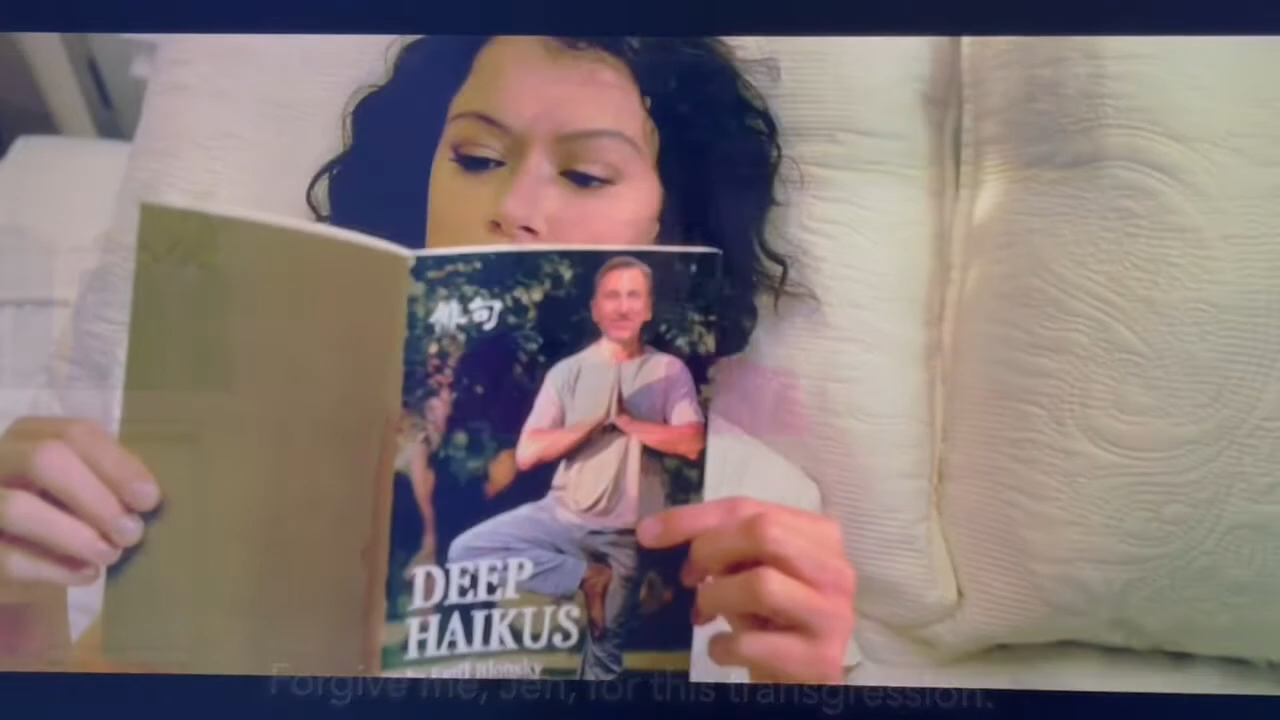 俳句
DEEP
HAIKUS
Forgive me, Jen, for this transgression.